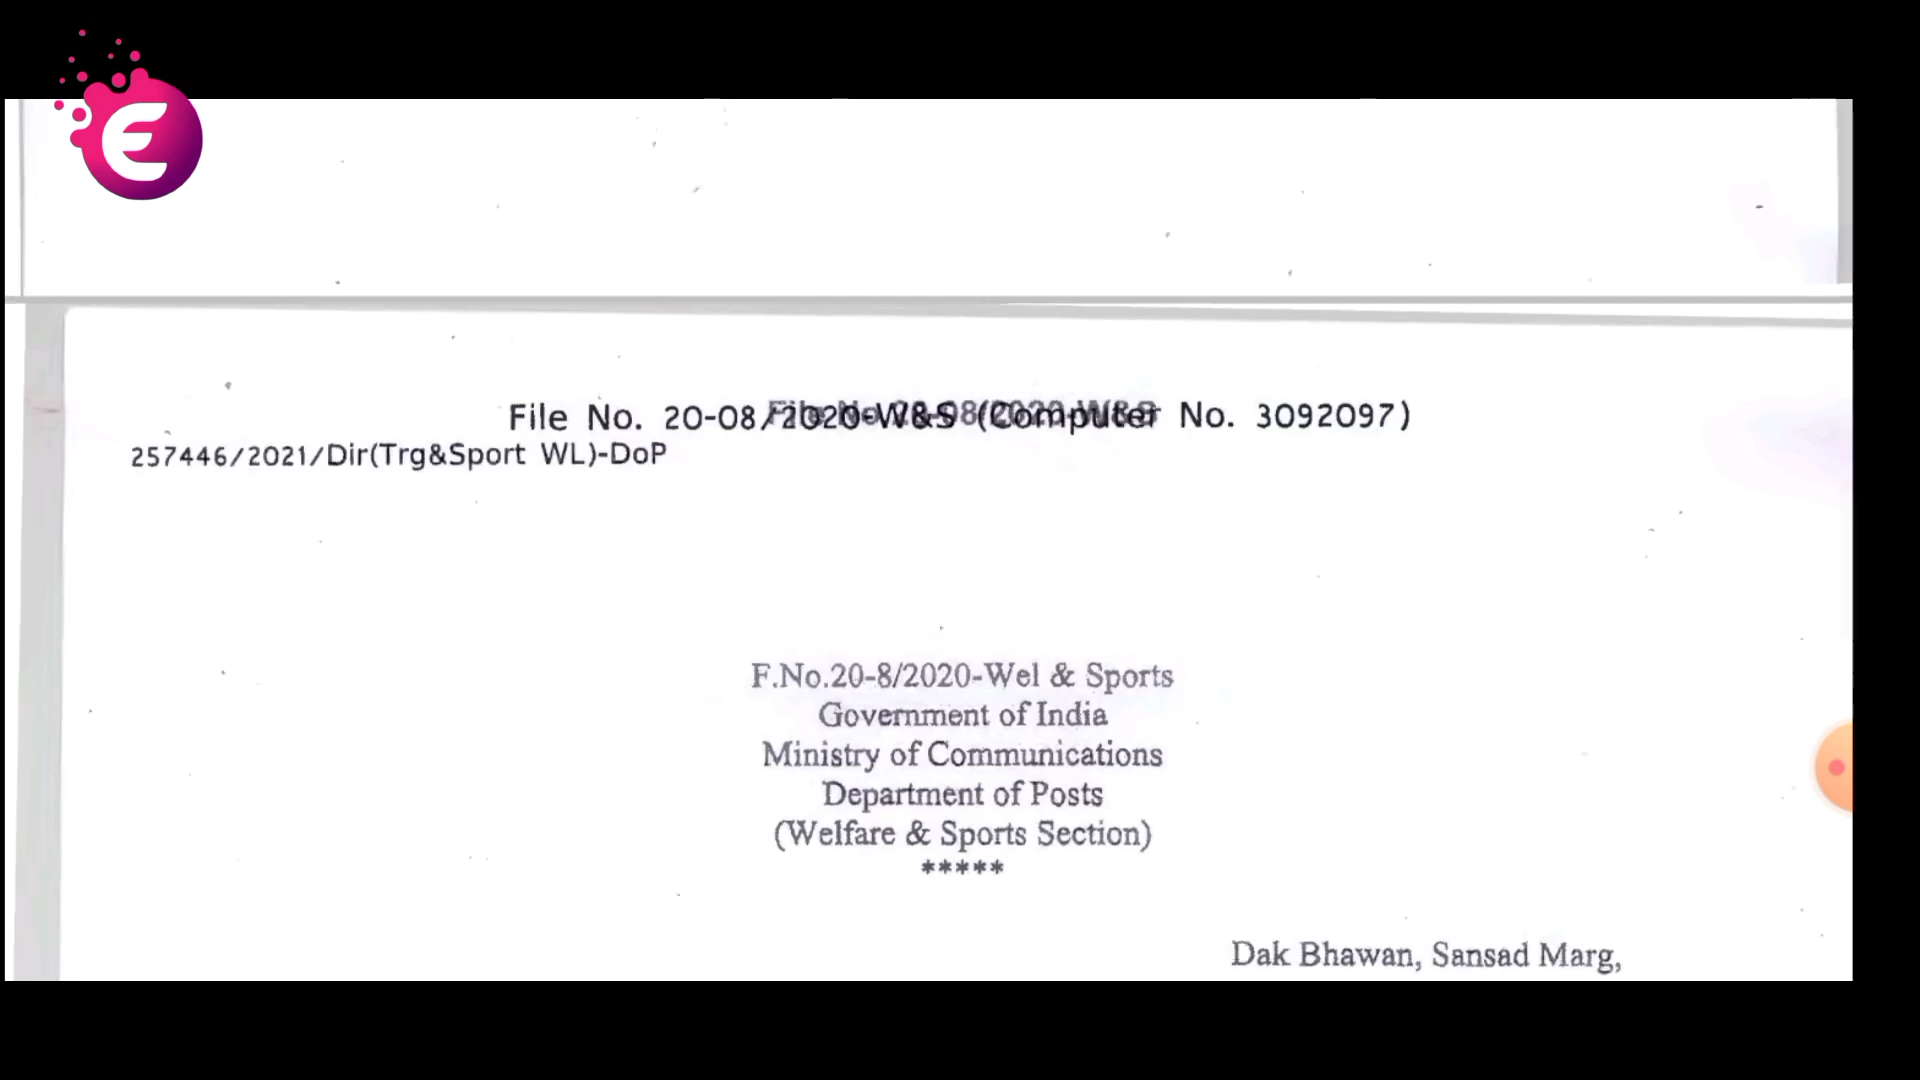 File No. 20-08/2020-W&S (Computer No. 3092097)
257446/2021/Dir(Trg&Sport WL)-DoP
F.No.20-8/2020-Wel & Sports
Government of India
Ministry of Communications
Department of Posts
(Welfare & Sports Section)
*****
Dak Bhawan, Sansad Marg,